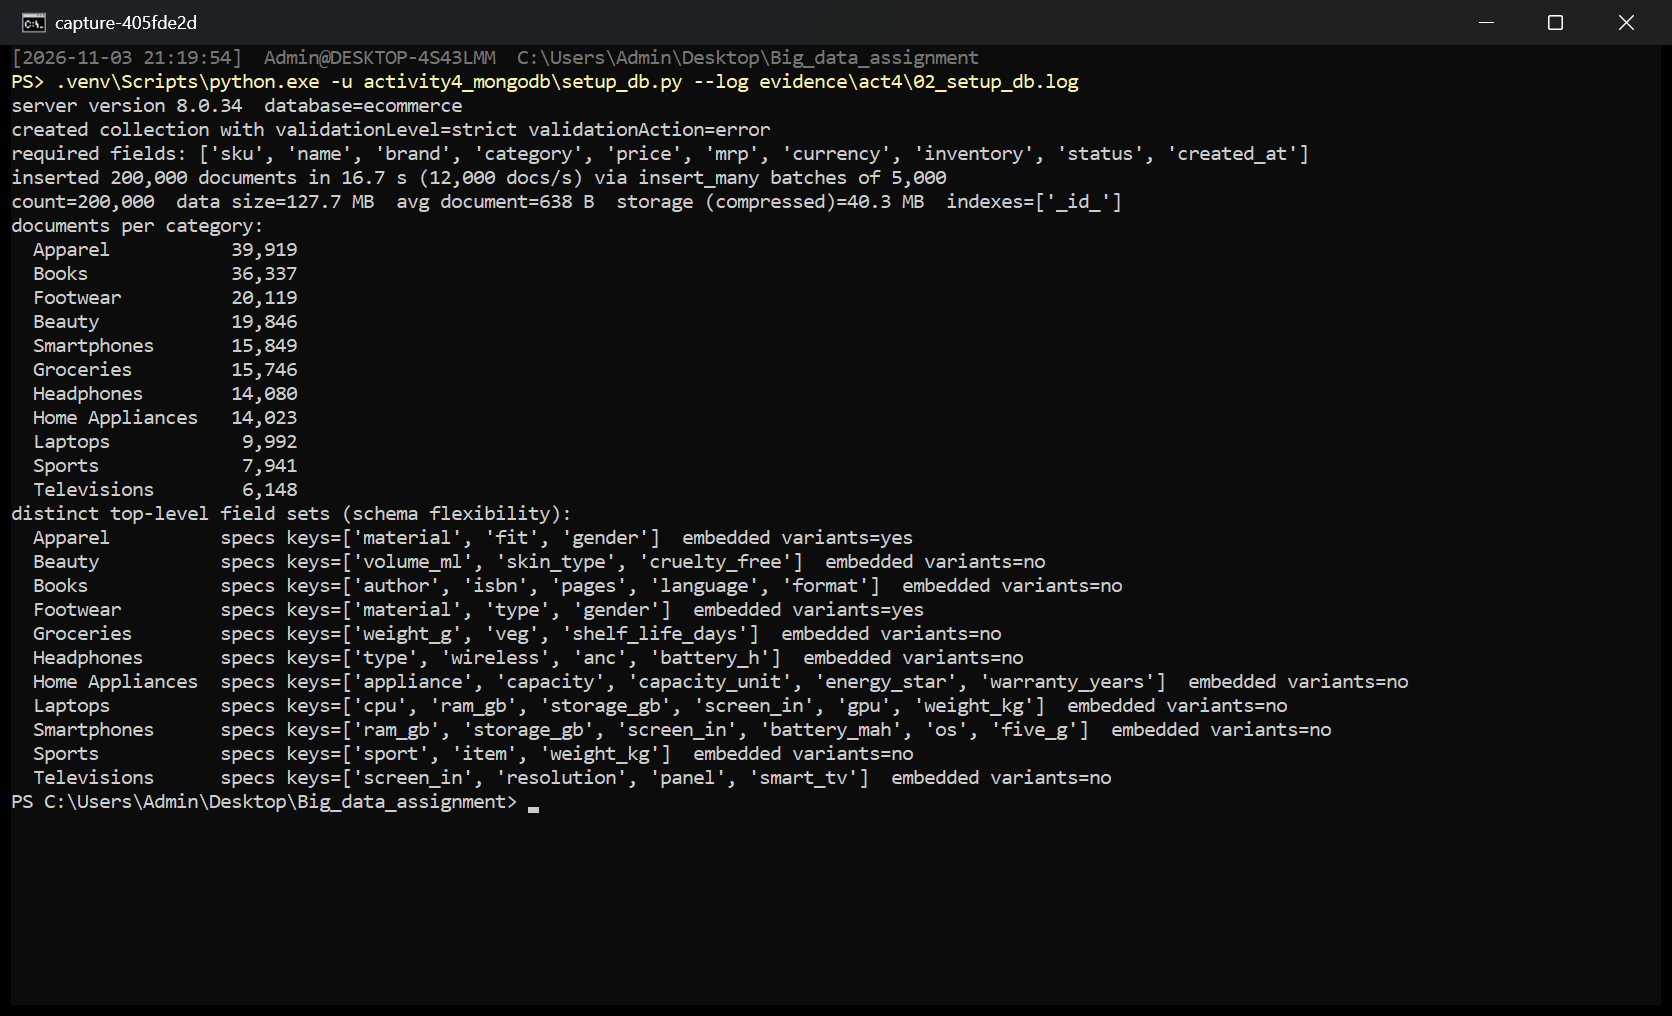 capture-405fde2d
[2026-11-03 21:19:54]  Admin@DESKTOP-4S43LMM  C:\Users\Admin\Desktop\Big_data_assignment
PS> .venv\Scripts\python.exe -u activity4_mongodb\setup_db.py --log evidence\act4\02_setup_db.log
server version 8.0.34  database=ecommerce
created collection with validationLevel=strict validationAction=error
required fields: ['sku', 'name', 'brand', 'category', 'price', 'mrp', 'currency', 'inventory', 'status', 'created_at']
inserted 200,000 documents in 16.7 s (12,000 docs/s) via insert_many batches of 5,000
count=200,000  data size=127.7 MB  avg document=638 B  storage (compressed)=40.3 MB  indexes=['_id_']
documents per category:
  Apparel           39,919
  Books             36,337
  Footwear          20,119
  Beauty            19,846
  Smartphones       15,849
  Groceries         15,746
  Headphones        14,080
  Home Appliances   14,023
  Laptops            9,992
  Sports             7,941
  Televisions        6,148
distinct top-level field sets (schema flexibility):
  Apparel          specs keys=['material', 'fit', 'gender']  embedded variants=yes
  Beauty           specs keys=['volume_ml', 'skin_type', 'cruelty_free']  embedded variants=no
  Books            specs keys=['author', 'isbn', 'pages', 'language', 'format']  embedded variants=no
  Footwear         specs keys=['material', 'type', 'gender']  embedded variants=yes
  Groceries        specs keys=['weight_g', 'veg', 'shelf_life_days']  embedded variants=no
  Headphones       specs keys=['type', 'wireless', 'anc', 'battery_h']  embedded variants=no
  Home Appliances  specs keys=['appliance', 'capacity', 'capacity_unit', 'energy_star', 'warranty_years']  embedded variants=no
  Laptops          specs keys=['cpu', 'ram_gb', 'storage_gb', 'screen_in', 'gpu', 'weight_kg']  embedded variants=no
  Smartphones      specs keys=['ram_gb', 'storage_gb', 'screen_in', 'battery_mah', 'os', 'five_g']  embedded variants=no
  Sports           specs keys=['sport', 'item', 'weight_kg']  embedded variants=no
  Televisions      specs keys=['screen_in', 'resolution', 'panel', 'smart_tv']  embedded variants=no
PS C:\Users\Admin\Desktop\Big_data_assignment>